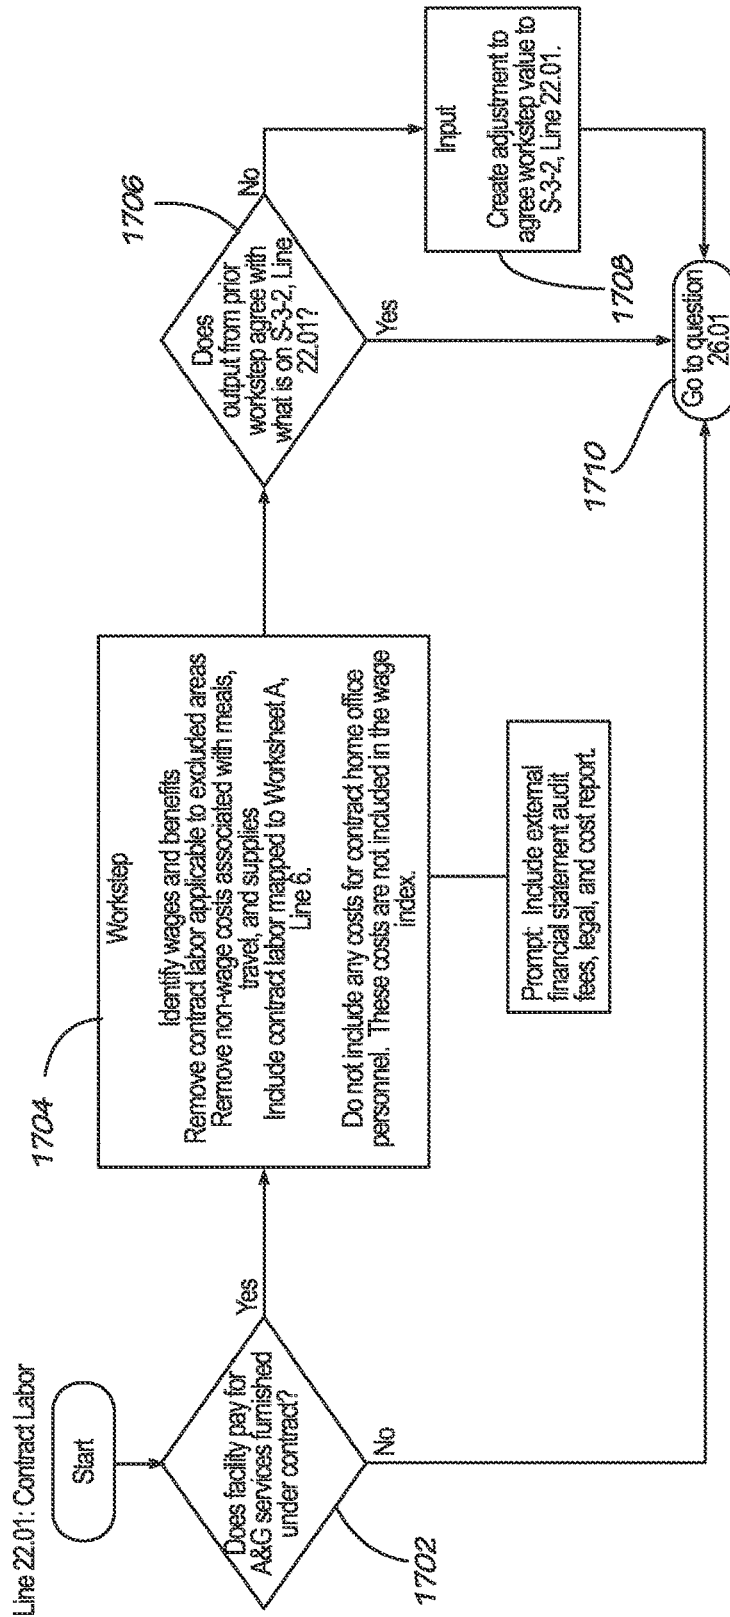 Line 22.01: Contract Labor
Start
Does facility pay for
A&G services furnished
under contract?
1702
Yes
No
1704
Workstep
Identify wages and benefits
Remove contract labor applicable to excluded areas
Remove non-wage costs associated with meals,
travel, and supplies
Include contract labor mapped to Worksheet A,
Line 6.
Do not include any costs for contract home office
personnel. These costs are not included in the wage
index.
Prompt: Include external
financial statement audit
fees, legal, and cost report.
1706
Does
output from prior
workstep agree with
what is on S-3-2, Line
22.01?
No
Yes
Input
Create adjustment to
agree workstep value to
S-3-2, Line 22.01.
1708
Go to question
26.01
1710